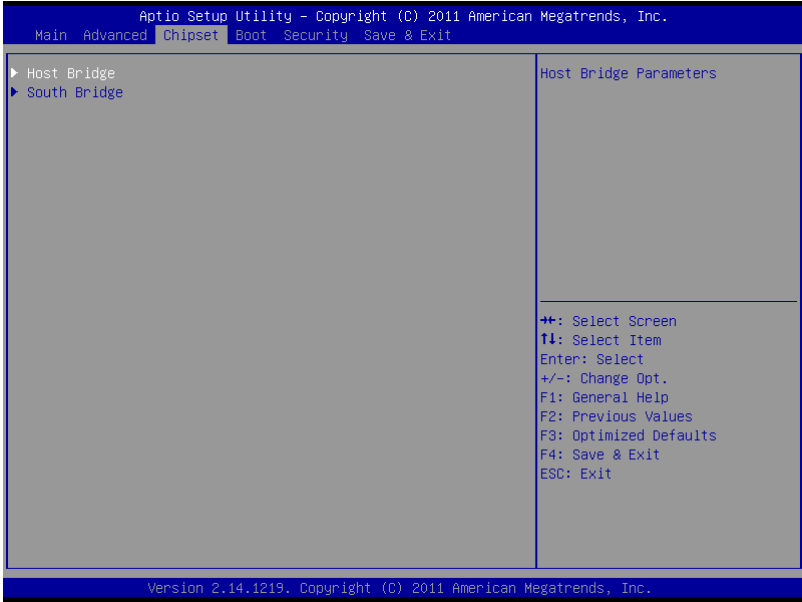 Aptio Setup Utility – Copyright (C) 2011 American Megatrends, Inc.
Main Advanced Chipset Boot Security Save & Exit
▶ Host Bridge
▶ South Bridge
Host Bridge Parameters
→←: Select Screen
↑↓: Select Item
Enter: Select
+/-: Change Opt.
F1: General Help
F2: Previous Values
F3: Optimized Defaults
F4: Save & Exit
ESC: Exit
Version 2.14.1219. Copyright (C) 2011 American Megatrends, Inc.